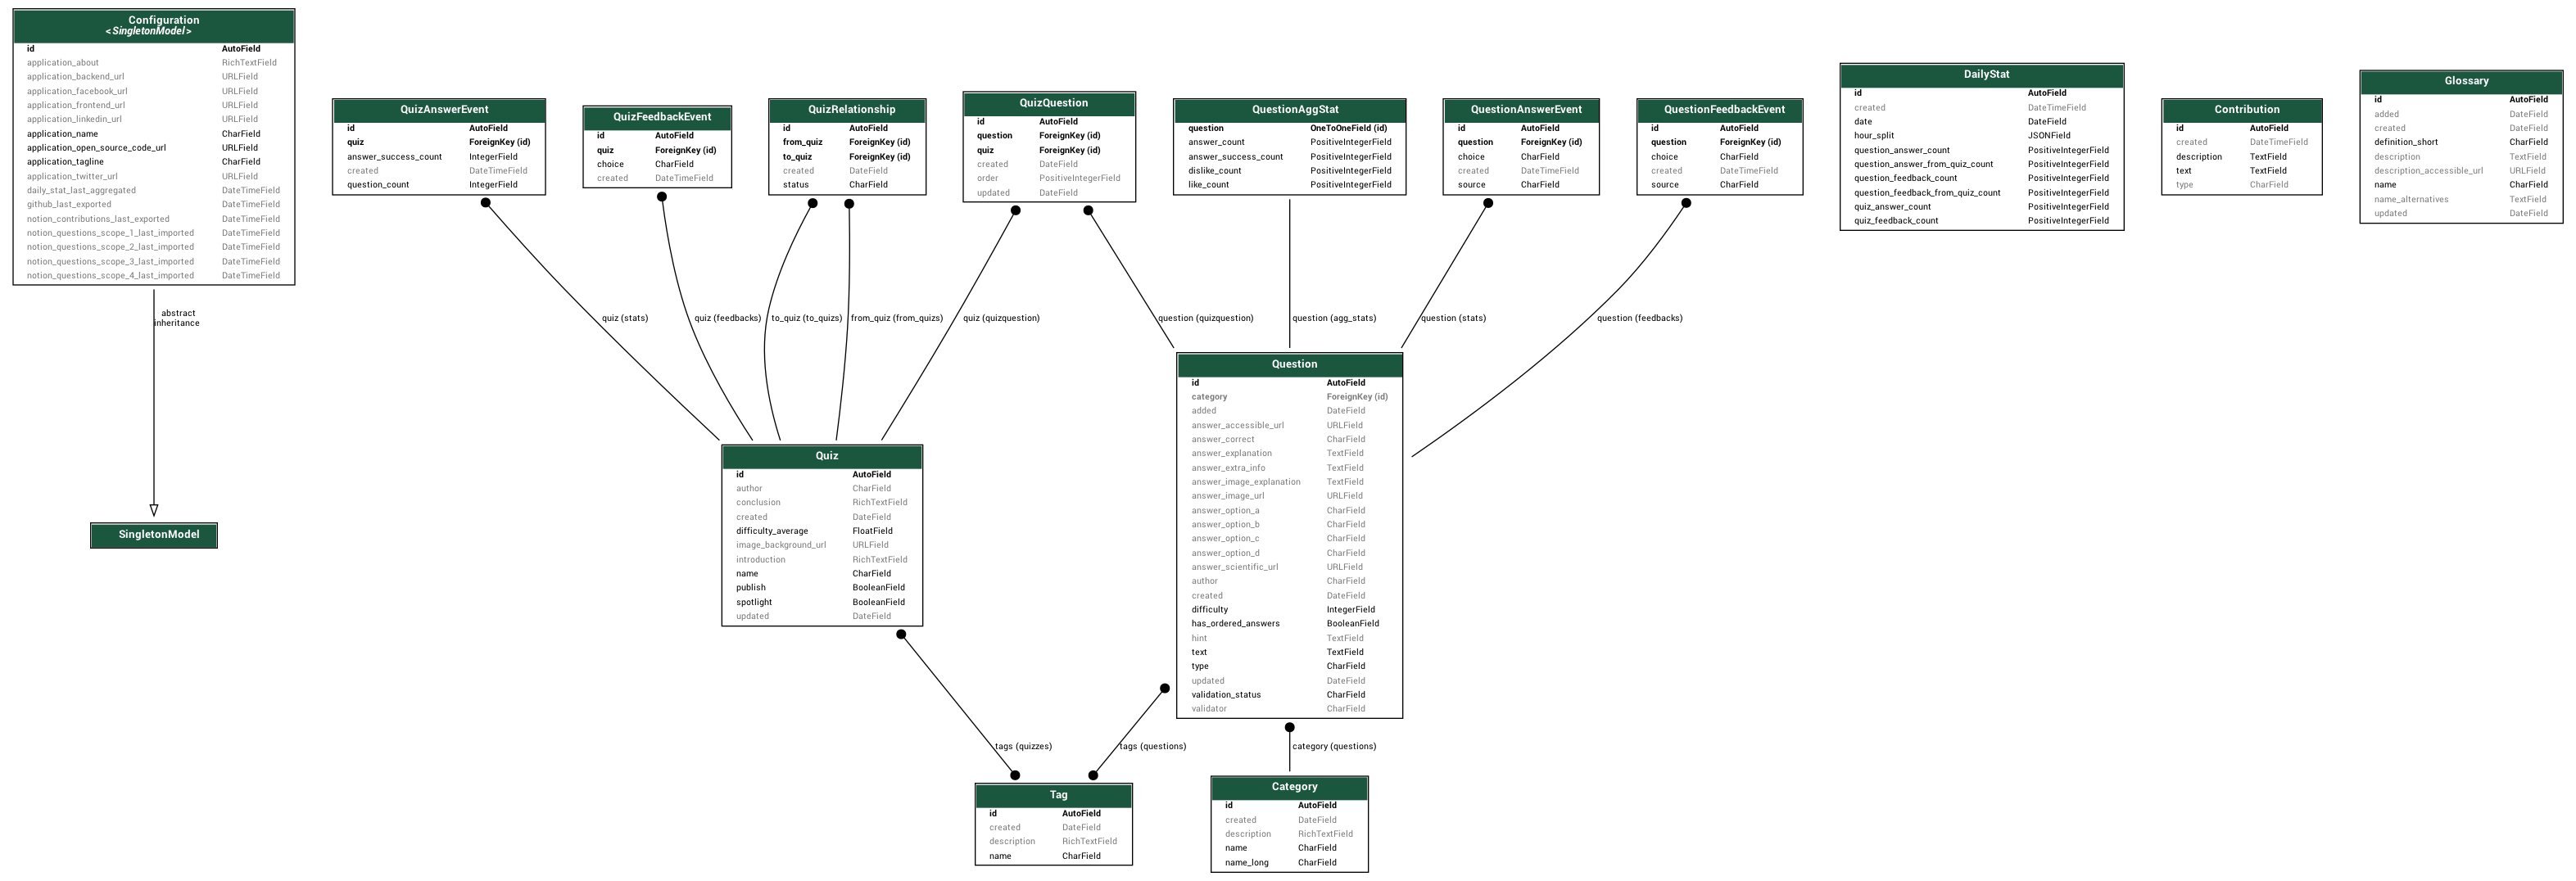 Configuration
<SingletonModel>
id AutoField
application_about RichTextField
application_backend_url URLField
application_facebook_url URLField
application_frontend_url URLField
application_linkedin_url URLField
application_name CharField
application_open_source_code_url URLField
application_tagline CharField
application_twitter_url URLField
daily_stat_last_aggregated DateTimeField
github_last_exported DateTimeField
notion_contributions_last_exported DateTimeField
notion_questions_scope_1_last_imported DateTimeField
notion_questions_scope_2_last_imported DateTimeField
notion_questions_scope_3_last_imported DateTimeField
notion_questions_scope_4_last_imported DateTimeField
QuizAnswerEvent
id AutoField
quiz ForeignKey (id)
answer_success_count IntegerField
created DateTimeField
question_count IntegerField
QuizFeedbackEvent
id AutoField
quiz ForeignKey (id)
choice CharField
created DateTimeField
QuizRelationship
id AutoField
from_quiz ForeignKey (id)
to_quiz ForeignKey (id)
created DateField
status CharField
QuizQuestion
id AutoField
question ForeignKey (id)
quiz ForeignKey (id)
created DateField
order PositiveIntegerField
updated DateField
QuestionAggStat
question OneToOneField (id)
answer_count PositiveIntegerField
answer_success_count PositiveIntegerField
dislike_count PositiveIntegerField
like_count PositiveIntegerField
QuestionAnswerEvent
id AutoField
question ForeignKey (id)
choice CharField
created DateTimeField
source CharField
QuestionFeedbackEvent
id AutoField
question ForeignKey (id)
choice CharField
created DateTimeField
source CharField
DailyStat
id AutoField
created DateTimeField
date DateField
hour_split JSONField
question_answer_count PositiveIntegerField
question_answer_from_quiz_count PositiveIntegerField
question_feedback_count PositiveIntegerField
question_feedback_from_quiz_count PositiveIntegerField
quiz_answer_count PositiveIntegerField
quiz_feedback_count PositiveIntegerField
Contribution
id AutoField
created DateTimeField
description TextField
text TextField
type CharField
Glossary
id AutoField
added DateField
created DateField
definition_short CharField
description TextField
description_accessible_url URLField
name CharField
name_alternatives TextField
updated DateField
abstract
inheritance
quiz (stats)
quiz (feedbacks)
to_quiz (to_quizs)
from_quiz (from_quizs)
quiz (quizquestion)
question (quizquestion)
question (agg_stats)
question (stats)
question (feedbacks)
SingletonModel
Quiz
id AutoField
author CharField
conclusion RichTextField
created DateField
difficulty_average FloatField
image_background_url URLField
introduction RichTextField
name CharField
publish BooleanField
spotlight BooleanField
updated DateField
Question
id AutoField
category ForeignKey (id)
added DateField
answer_accessible_url URLField
answer_correct CharField
answer_explanation TextField
answer_extra_info TextField
answer_image_explanation TextField
answer_image_url URLField
answer_option_a CharField
answer_option_b CharField
answer_option_c CharField
answer_option_d CharField
answer_scientific_url URLField
author CharField
created DateField
difficulty IntegerField
has_ordered_answers BooleanField
hint TextField
text TextField
type CharField
updated DateField
validation_status CharField
validator CharField
tags (quizzes)
tags (questions)
category (questions)
Tag
id AutoField
created DateField
description RichTextField
name CharField
Category
id AutoField
created DateField
description RichTextField
name CharField
name_long CharField